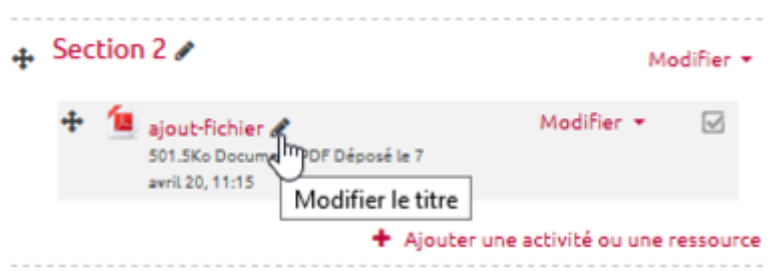 Section 2
Modifier
ajout-fichier
Modifier
501.5Ko Docume PDF Déposé le 7
avril 20, 11:15
Modifier le titre
Ajouter une activité ou une ressource